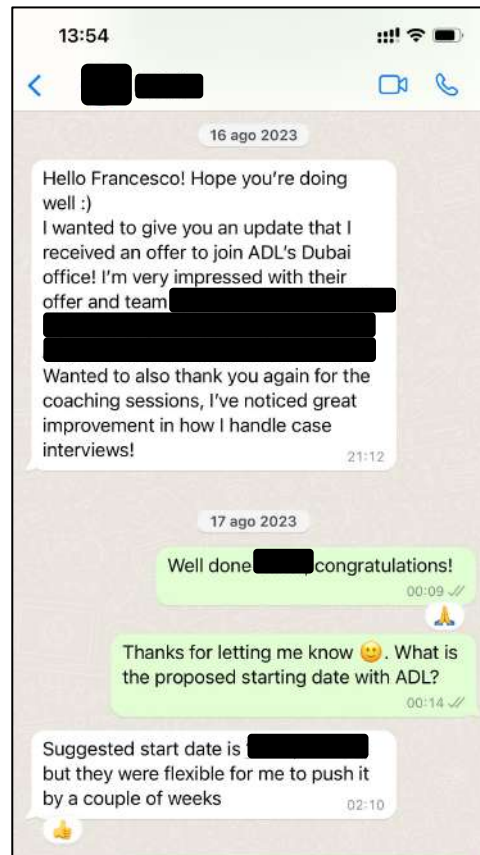 13:54
16 ago 2023
Hello Francesco! Hope you're doing
well :)
I wanted to give you an update that I
received an offer to join ADL's Dubai
office! I'm very impressed with their
offer and team
Wanted to also thank you again for the
coaching sessions, I've noticed great
improvement in how I handle case
interviews!
21:12
17 ago 2023
Well done congratulations!
00:09
Thanks for letting me know 🙂. What is
the proposed starting date with ADL?
00:14
Suggested start date is
but they were flexible for me to push it
by a couple of weeks
02:10